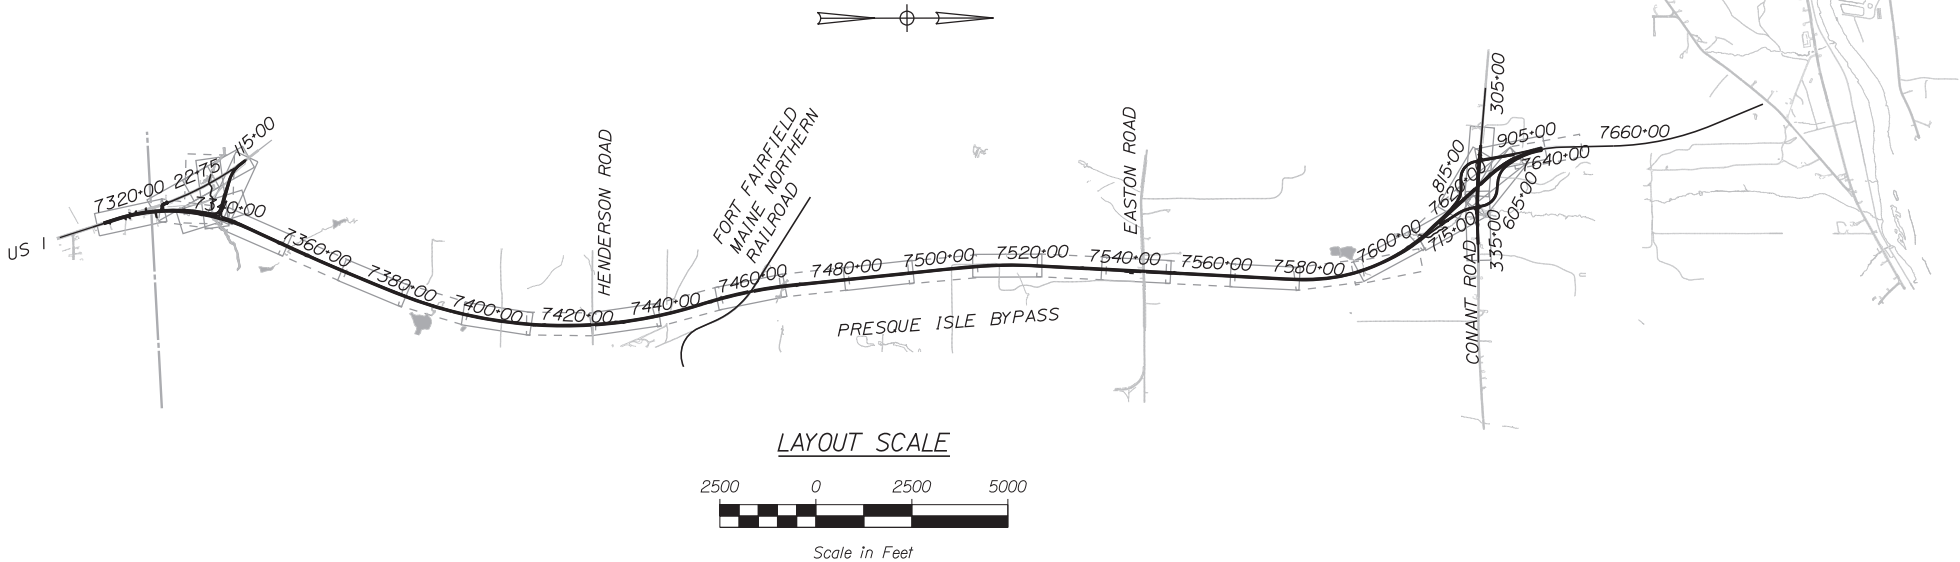 US 1
7320+00
22+75
115+00
7340+00
7360+00
7380+00
7400+00
7420+00
HENDERSON ROAD
7440+00
FORT FAIRFIELD
MAINE NORTHERN
RAILROAD
7460+00
7480+00
7500+00
7520+00
PRESQUE ISLE BYPASS
EASTON ROAD
7540+00
7560+00
7580+00
7600+00
715+00
7620+00
815+00
305+00
905+00
7640+00
605+00
335+00
CONANT ROAD
7660+00
LAYOUT SCALE
2500 0 2500 5000
Scale in Feet